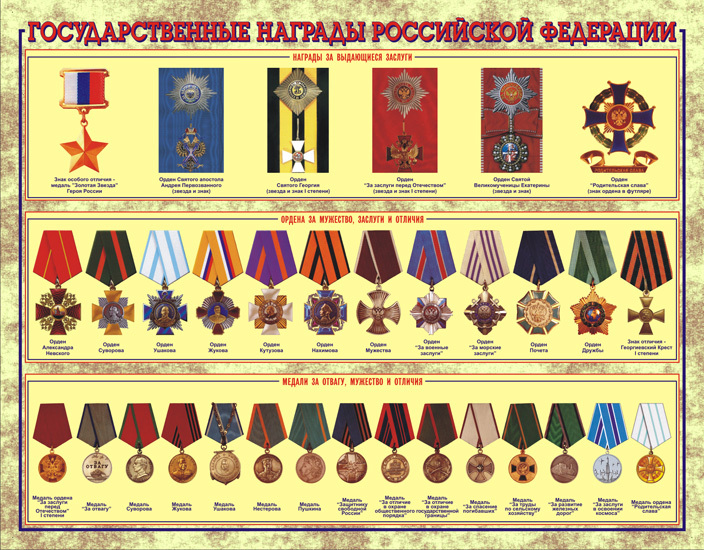 ГОСУДАРСТВЕННЫЕ НАГРАДЫ РОССИЙСКОЙ ФЕДЕРАЦИИ
НАГРАДЫ ЗА ВЫДАЮЩИЕСЯ ЗАСЛУГИ
Знак особого отличия -
медаль "Золотая Звезда"
Героя России
Орден Святого апостола
Андрея Первозванного
(звезда и знак)
Орден
Святого Георгия
(звезда и знак I степени)
Орден
"За заслуги перед Отечеством"
(звезда и знак I степени)
Орден Святой
Великомученицы Екатерины
(звезда и знак)
Орден
"Родительская слава"
(знак ордена в футляре)
ОРДЕНА ЗА МУЖЕСТВО, ЗАСЛУГИ И ОТЛИЧИЯ
Орден
Александра
Невского
Орден
Суворова
Орден
Ушакова
Орден
Жукова
Орден
Кутузова
Орден
Нахимова
Орден
Мужества
Орден
"За военные
заслуги"
Орден
"За морские
заслуги"
Орден
Почета
Орден
Дружбы
Знак отличия -
Георгиевский Крест
I степени
МЕДАЛИ ЗА ОТВАГУ, МУЖЕСТВО И ОТЛИЧИЯ
ЗА
ОТВАГУ
Медаль ордена
"За заслуги
перед
Отечеством"
I степени
Медаль
"За отвагу"
Медаль
Суворова
Медаль
Жукова
Медаль
Ушакова
Медаль
Нестерова
Медаль
Пушкина
Медаль
"Защитнику
свободной
России"
Медаль
"За отличие
в охране
общественного
порядка"
Медаль
"За отличие
в охране
государственной
границы"
Медаль
"За спасение
погибавших"
Медаль
"За труды
по сельскому
хозяйству"
Медаль
"За развитие
железных
дорог"
Медаль
"За заслуги
в освоении
космоса"
Медаль ордена
"Родительская
слава"